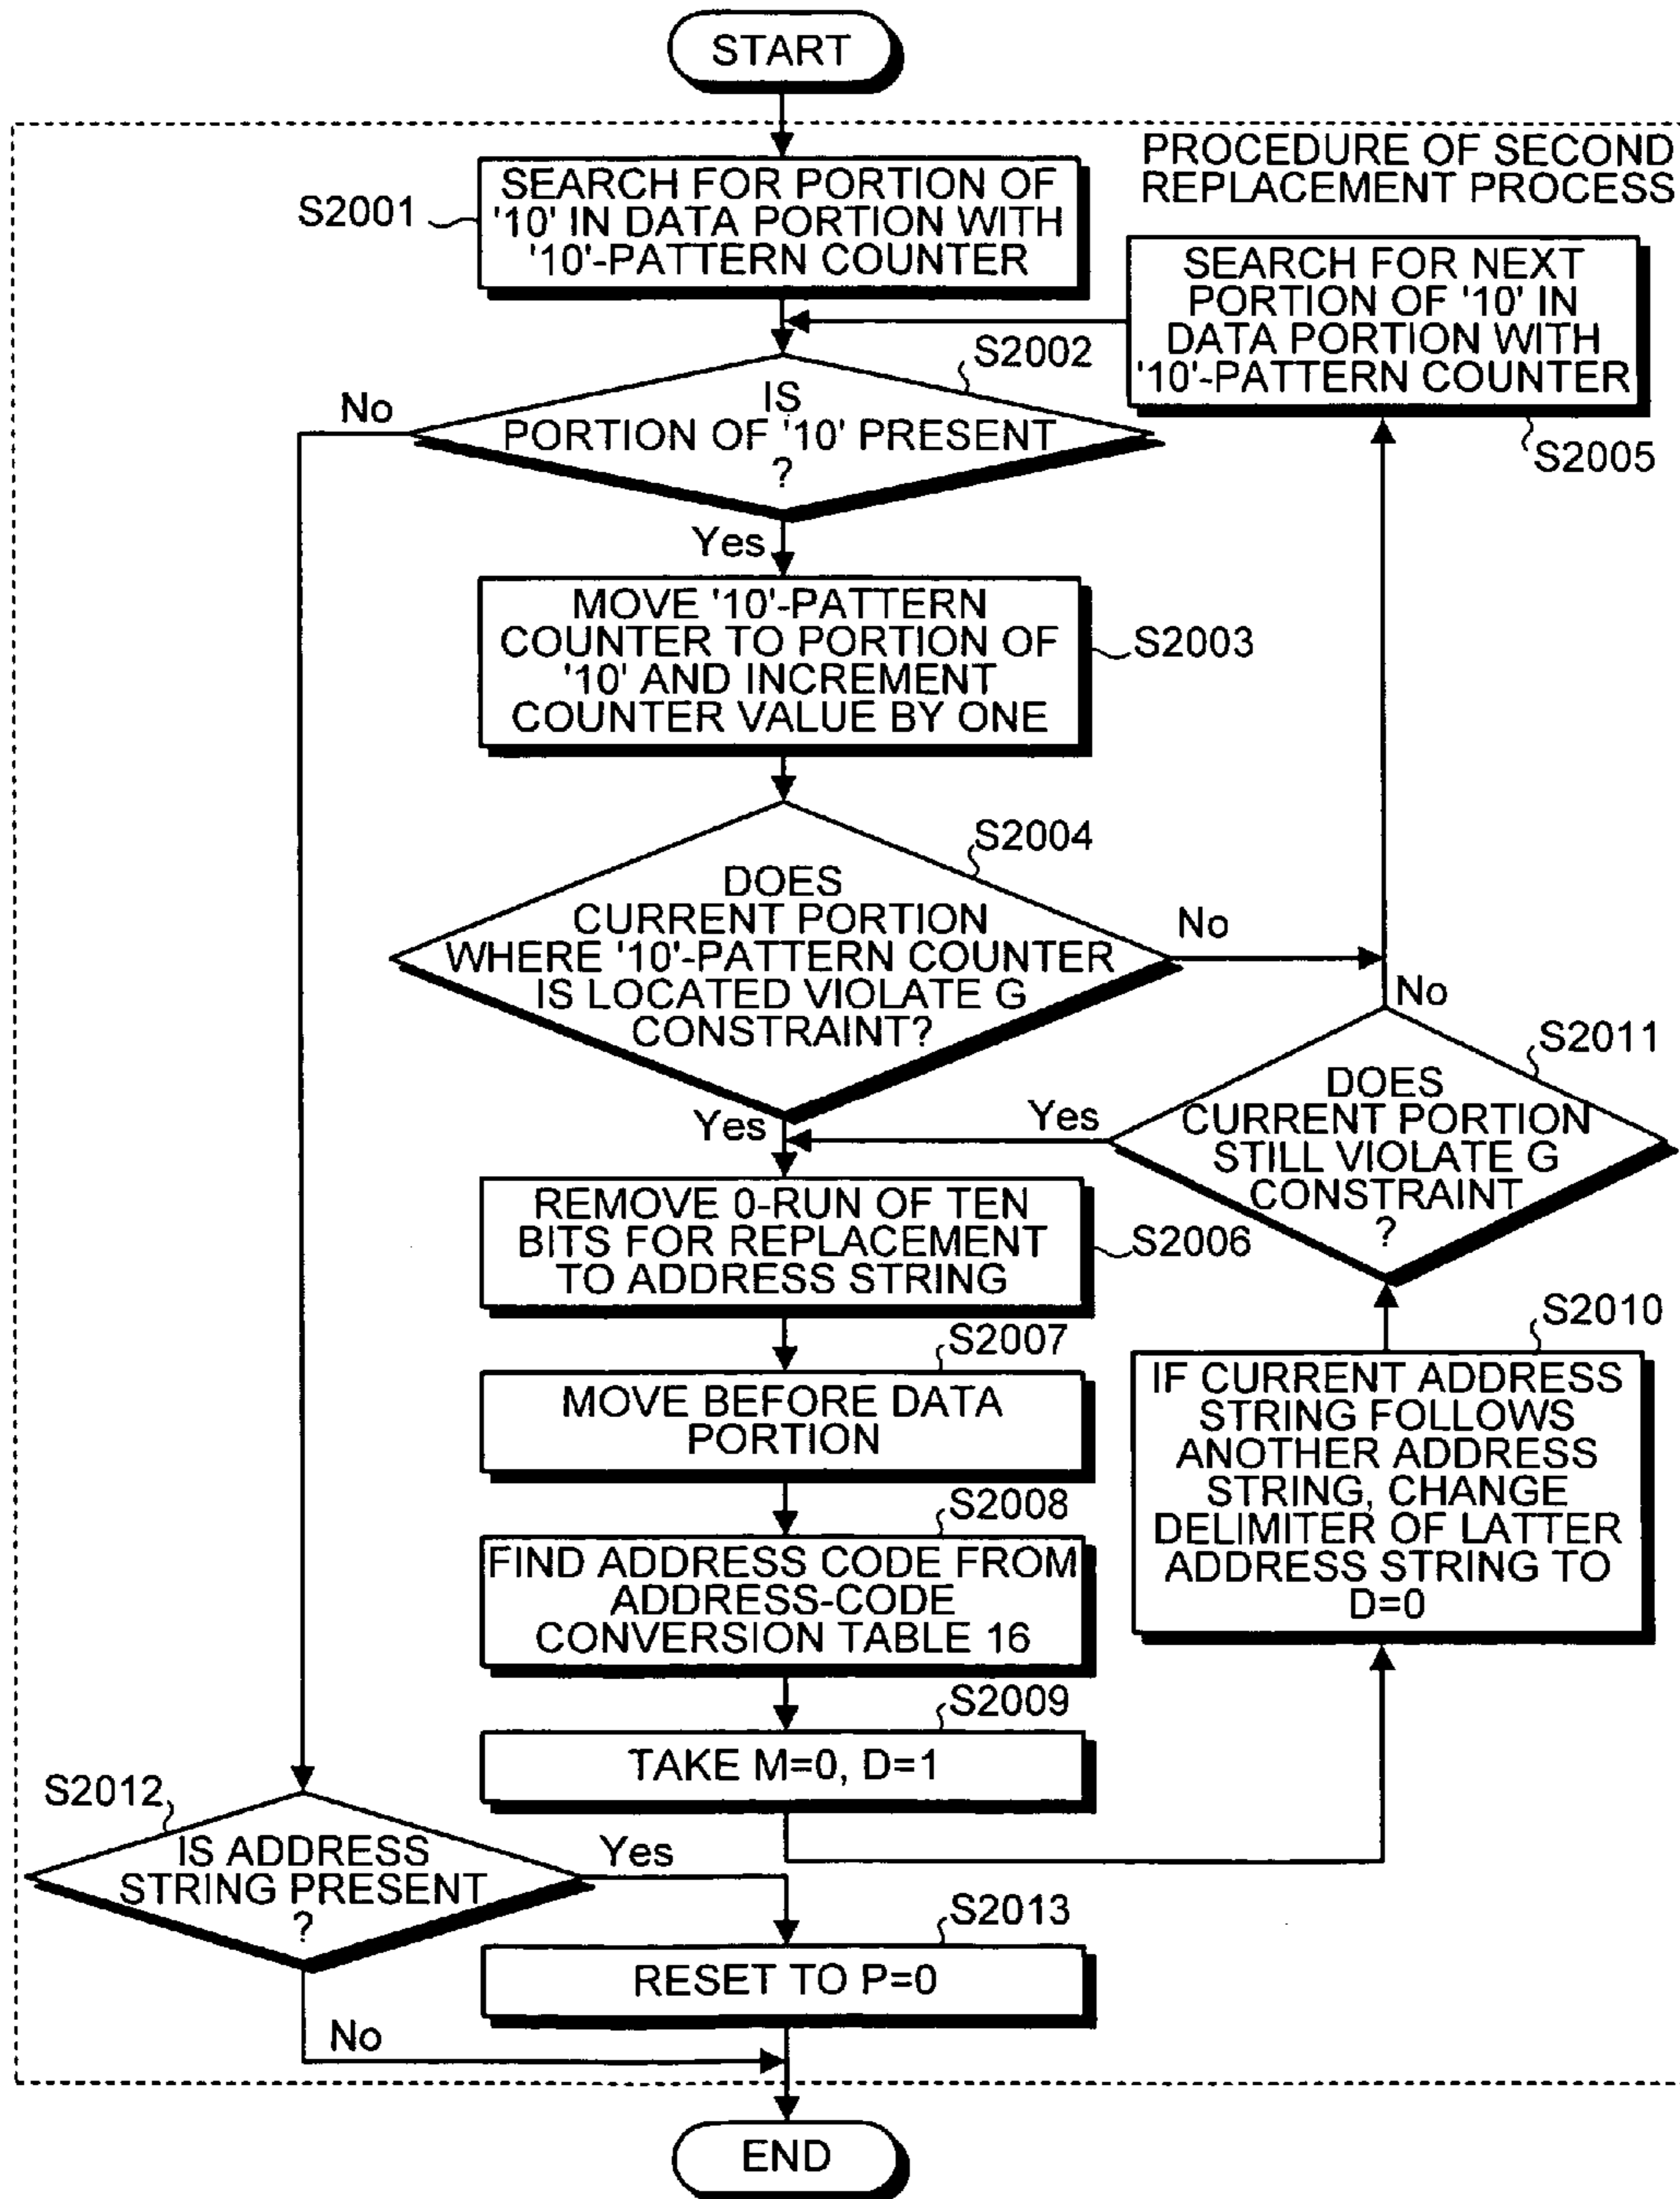 START
PROCEDURE OF SECOND
REPLACEMENT PROCESS
S2001
SEARCH FOR PORTION OF
'10' IN DATA PORTION WITH
'10'-PATTERN COUNTER
SEARCH FOR NEXT
PORTION OF '10' IN
DATA PORTION WITH
'10'-PATTERN COUNTER
S2005
S2002
IS
PORTION OF '10' PRESENT
?
No
Yes
MOVE '10'-PATTERN
COUNTER TO PORTION OF
'10' AND INCREMENT
COUNTER VALUE BY ONE
S2003
S2004
DOES
CURRENT PORTION
WHERE '10'-PATTERN COUNTER
IS LOCATED VIOLATE G
CONSTRAINT?
No
Yes
No
S2011
DOES
CURRENT PORTION
STILL VIOLATE G
CONSTRAINT
?
Yes
REMOVE 0-RUN OF TEN
BITS FOR REPLACEMENT
TO ADDRESS STRING
S2006
S2007
MOVE BEFORE DATA
PORTION
S2008
FIND ADDRESS CODE FROM
ADDRESS-CODE
CONVERSION TABLE 16
S2009
TAKE M=0, D=1
S2010
IF CURRENT ADDRESS
STRING FOLLOWS
ANOTHER ADDRESS
STRING, CHANGE
DELIMITER OF LATTER
ADDRESS STRING TO
D=0
S2012
IS ADDRESS
STRING PRESENT
?
Yes
No
S2013
RESET TO P=0
END